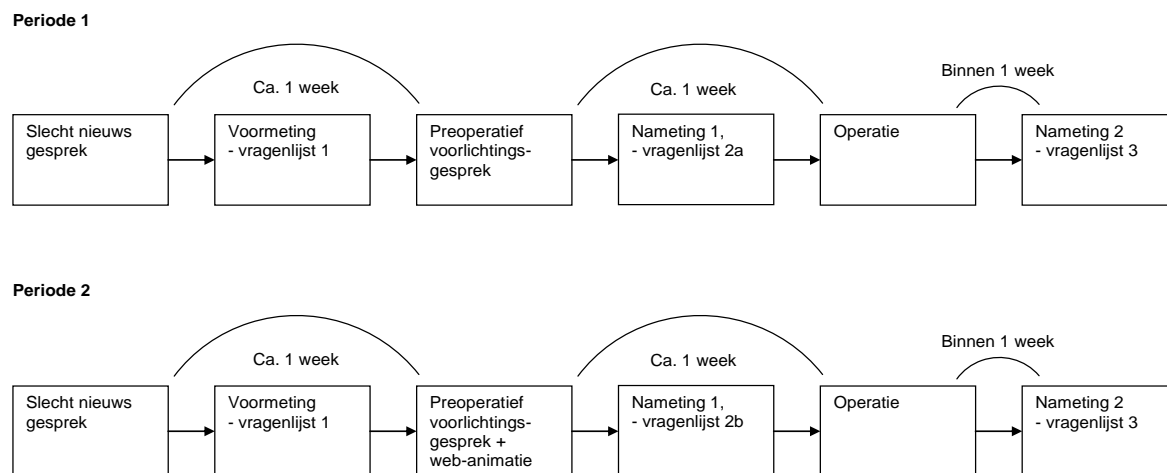 Periode 1
Ca. 1 week
Ca. 1 week
Binnen 1 week
Slecht nieuws
gesprek
Voormeting
- vragenlijst 1
Preoperatief
voorlichtings-
gesprek
Nameting 1,
- vragenlijst 2a
Operatie
Nameting 2
- vragenlijst 3
Periode 2
Ca. 1 week
Ca. 1 week
Binnen 1 week
Slecht nieuws
gesprek
Voormeting
- vragenlijst 1
Preoperatief
voorlichtings-
gesprek +
web-animatie
Nameting 1,
- vragenlijst 2b
Operatie
Nameting 2
- vragenlijst 3